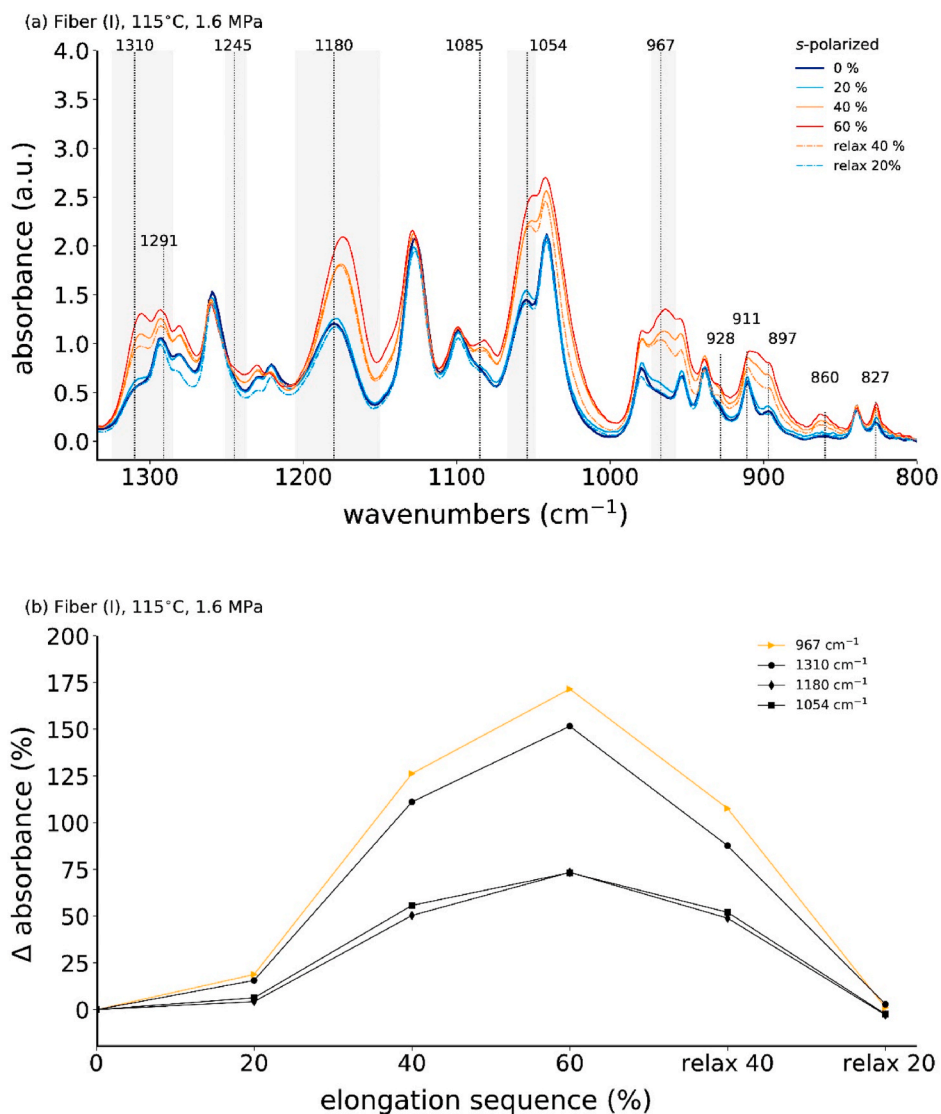 (a) Fiber (I), 115°C, 1.6 MPa
1310 1245 1180 1085 1054 967
4.0
3.5
3.0
2.5
2.0
1.5
1.0
0.5
0.0
absorbance (a.u.)
s-polarized
0 %
20 %
40 %
60 %
relax 40 %
relax 20%
1291
911
928 897
860 827
1300 1200 1100 1000 900 800
wavenumbers (cm⁻¹)
(b) Fiber (I), 115°C, 1.6 MPa
200
175
150
125
100
75
50
25
0
Δ absorbance (%)
967 cm⁻¹
1310 cm⁻¹
1180 cm⁻¹
1054 cm⁻¹
0 20 40 60 relax 40 relax 20
elongation sequence (%)